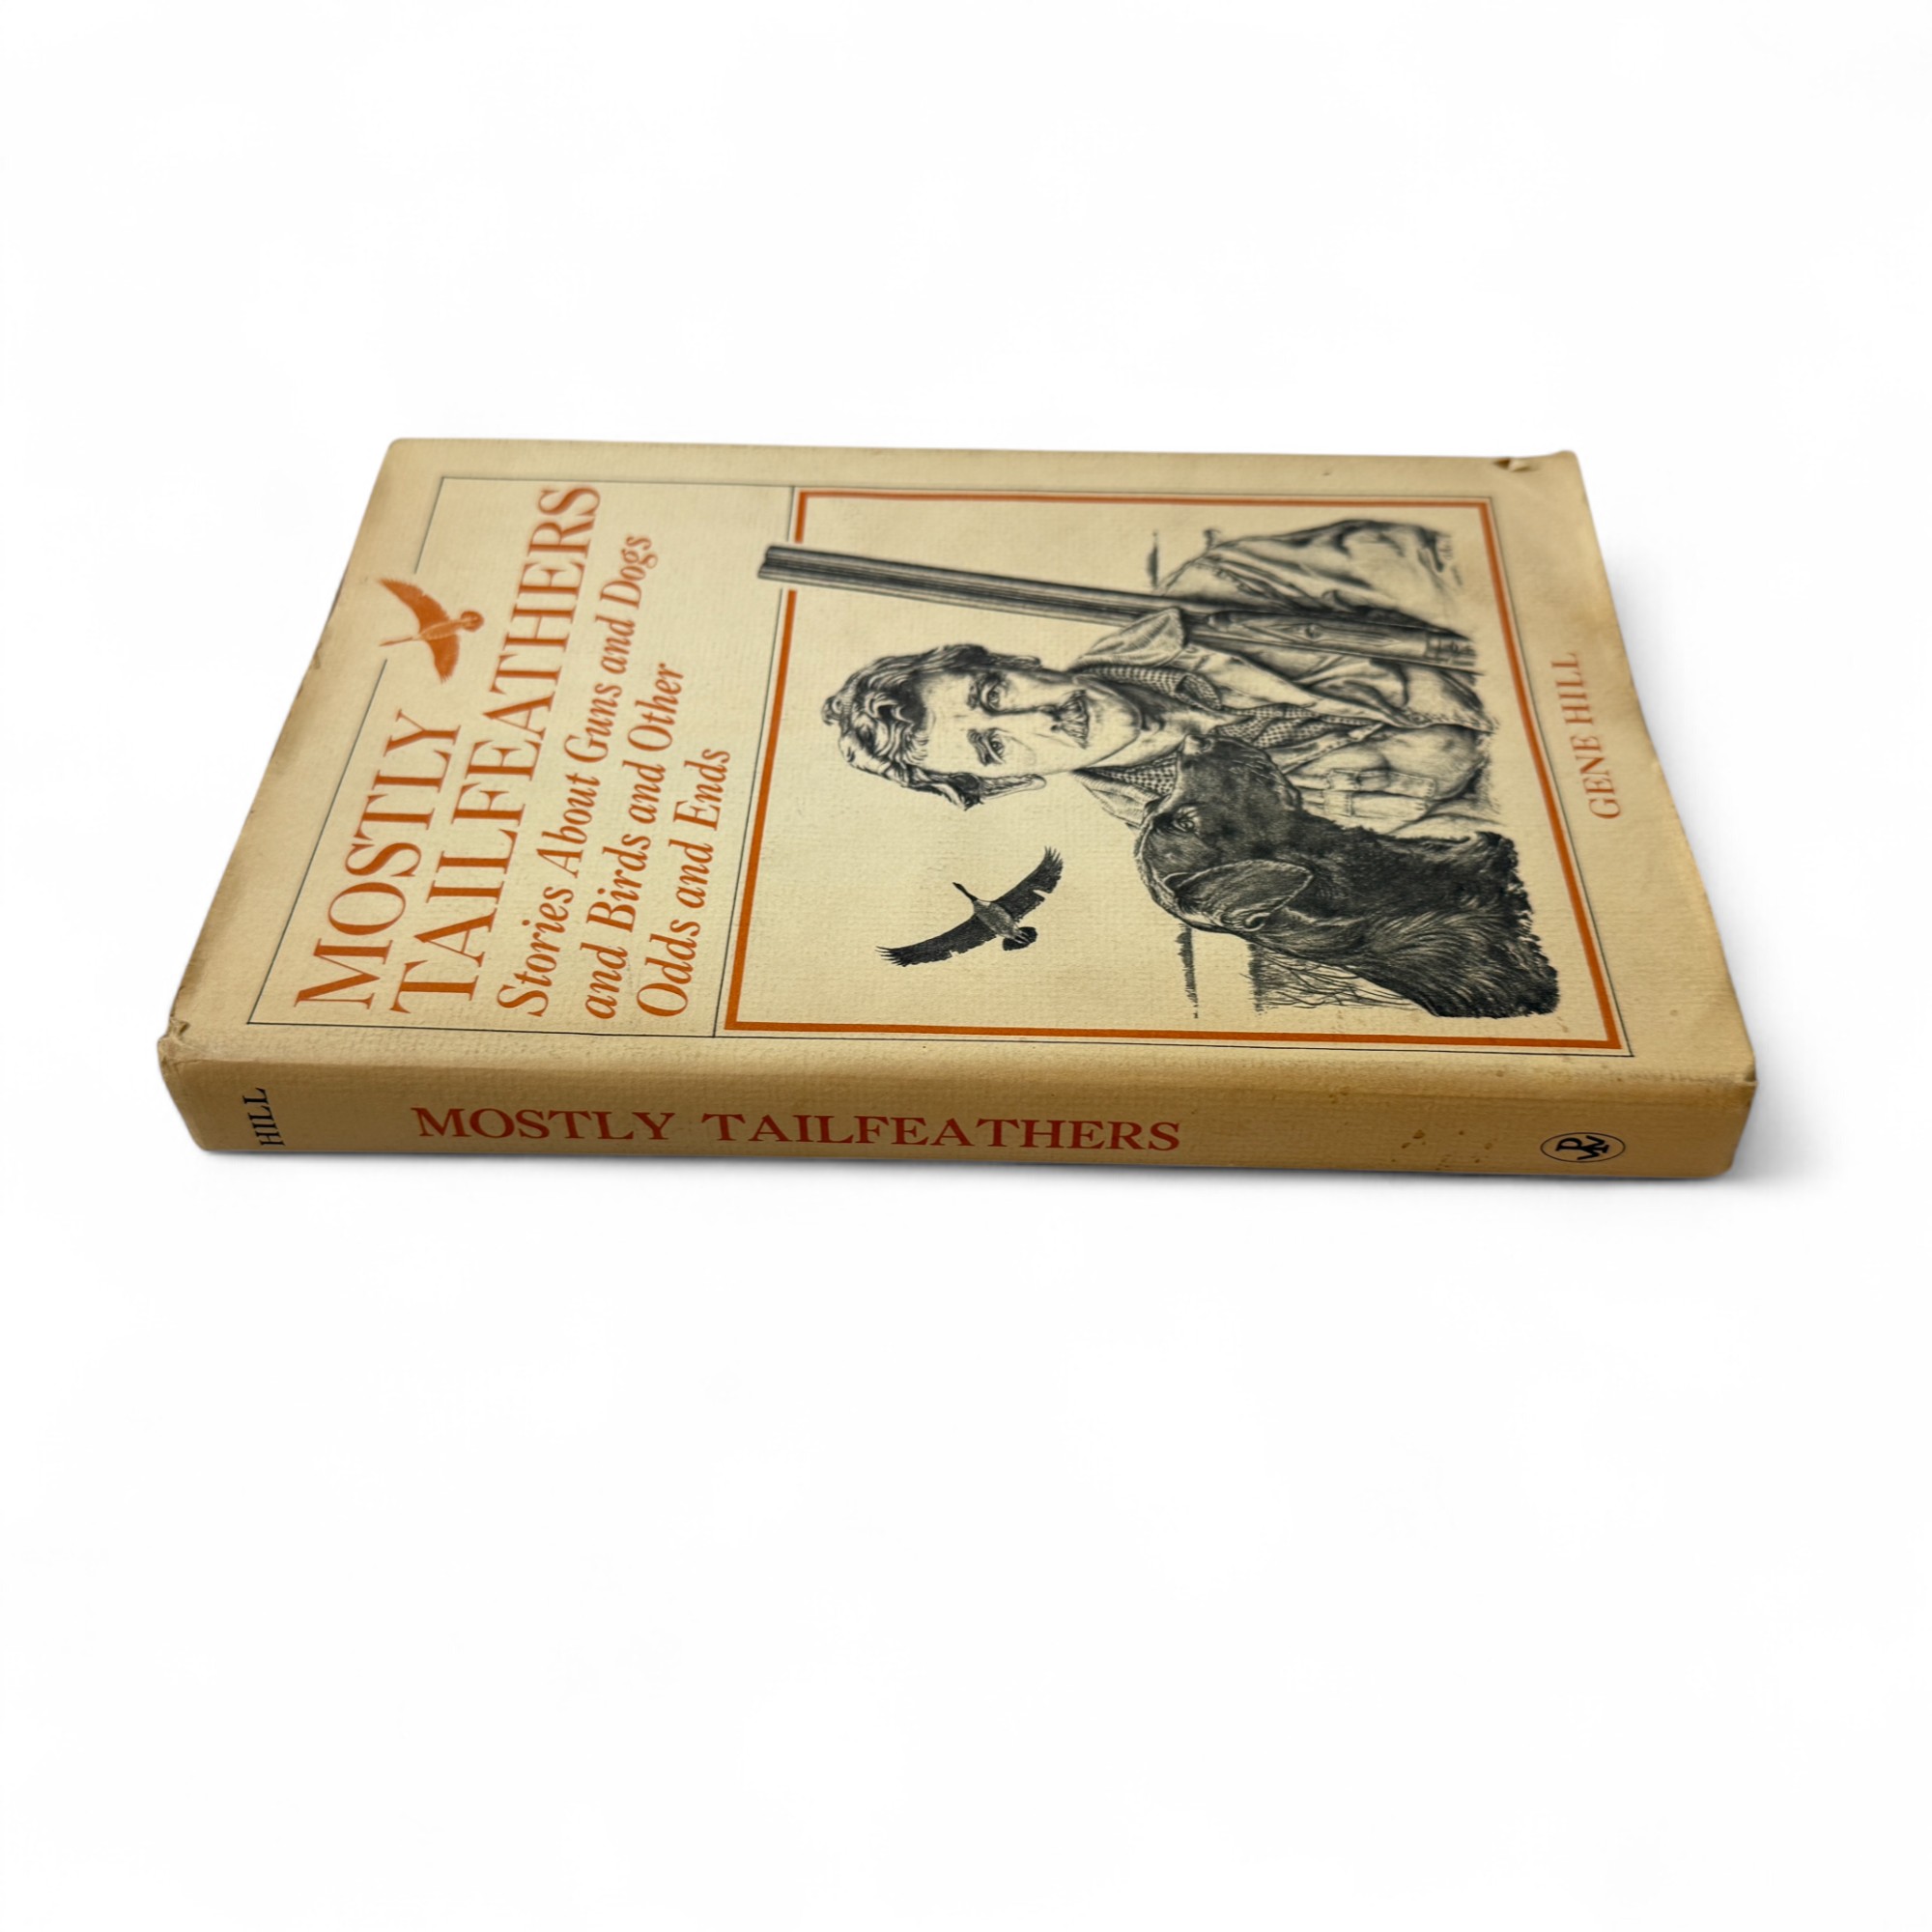 MOSTLY
TAILFEATHERS
Stories About Guns and Dogs
and Birds and Other
Odds and Ends
GENE HILL
HILL
MOSTLY TAILFEATHERS